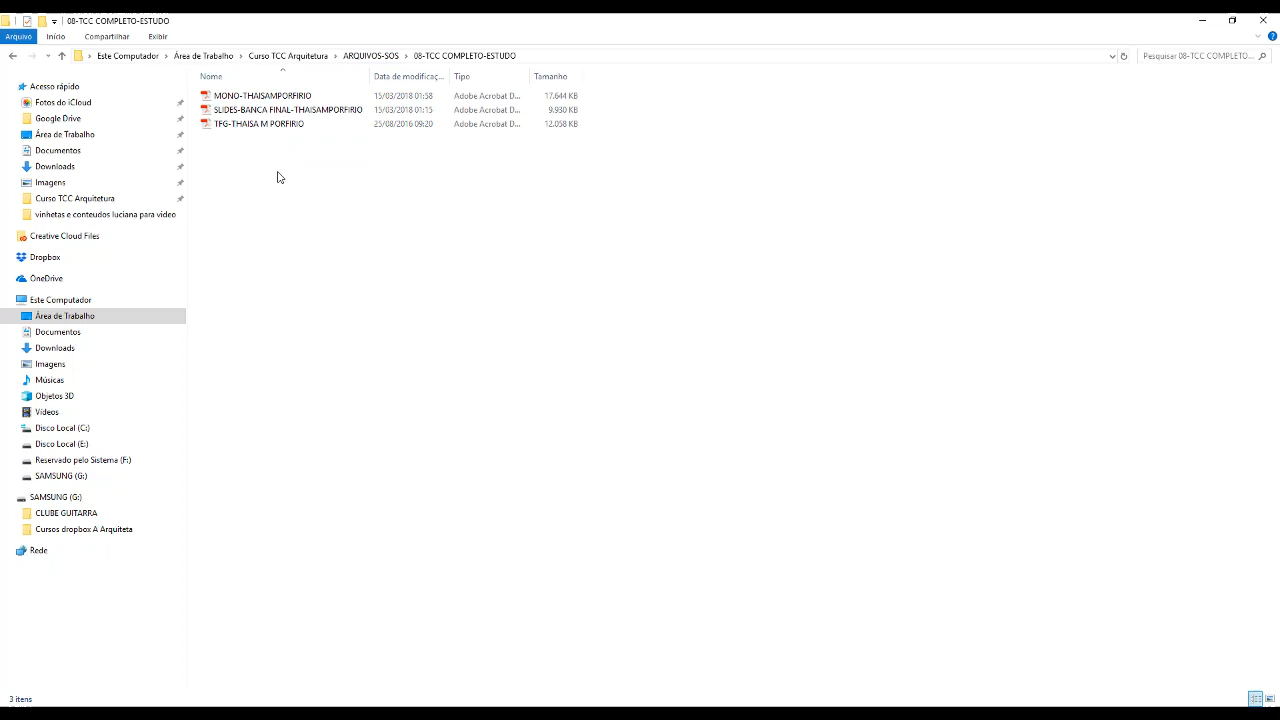 08-TCC COMPLETO-ESTUDO
Arquivo Início Compartilhar Exibir
Este Computador Área de Trabalho Curso TCC Arquitetura ARQUIVOS-SOS 08-TCC COMPLETO-ESTUDO Pesquisar 08-TCC COMPLETO...
Nome Data de modificaç... Tipo Tamanho
MONO-THAISAMPORFIRIO 15/03/2018 01:58 Adobe Acrobat D... 17.644 KB
SLIDES-BANCA FINAL-THAISAMPORFIRIO 15/03/2018 01:15 Adobe Acrobat D... 9.930 KB
TFG-THAISA M PORFIRIO 25/08/2016 09:20 Adobe Acrobat D... 12.058 KB
Acesso rápido
Fotos do iCloud
Google Drive
Área de Trabalho
Documentos
Downloads
Imagens
Curso TCC Arquitetura
vinhetas e conteudos luciana para video
Creative Cloud Files
Dropbox
OneDrive
Este Computador
Área de Trabalho
Documentos
Downloads
Imagens
Músicas
Objetos 3D
Vídeos
Disco Local (C:)
Disco Local (E:)
Reservado pelo Sistema (F:)
SAMSUNG (G:)
SAMSUNG (G:)
CLUBE GUITARRA
Cursos dropbox A Arquiteta
Rede
3 itens